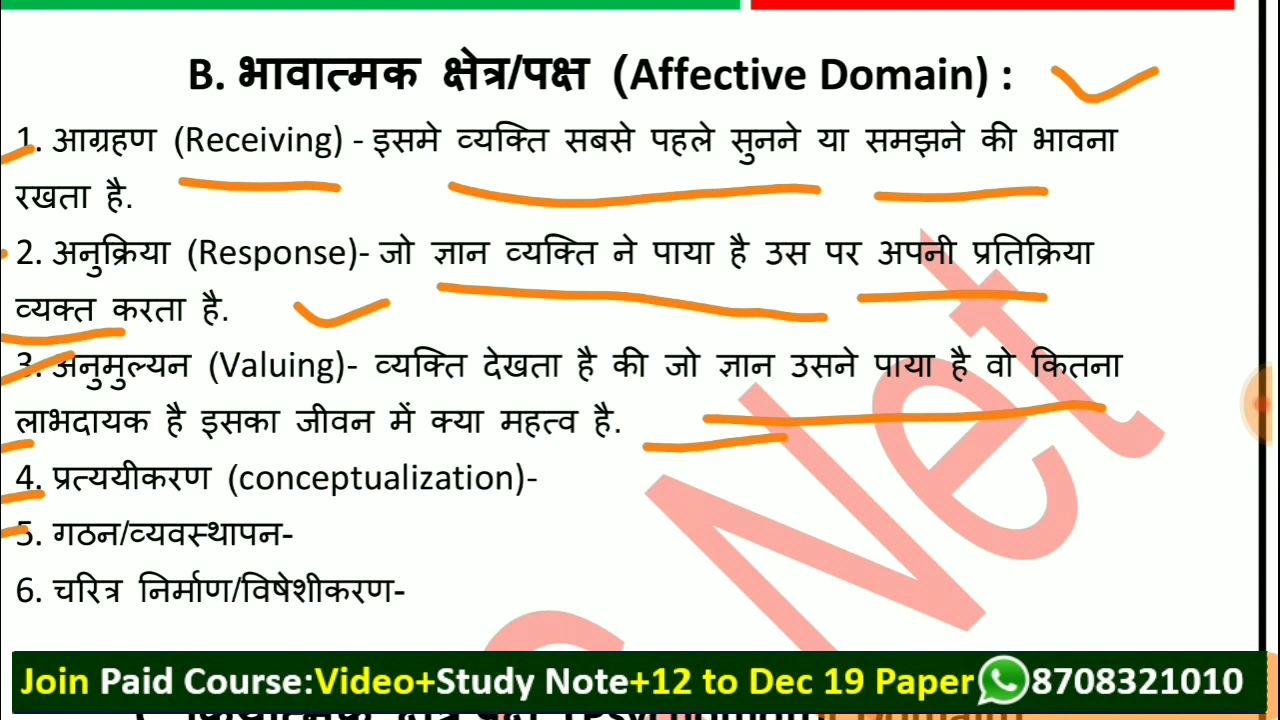 B. भावात्मक क्षेत्र/पक्ष (Affective Domain) :
1. आग्रहण (Receiving) - इसमे व्यक्ति सबसे पहले सुनने या समझने की भावना
रखता है.
2. अनुक्रिया (Response)- जो ज्ञान व्यक्ति ने पाया है उस पर अपनी प्रतिक्रिया
व्यक्त करता है.
3. अनुमुल्यन (Valuing)- व्यक्ति देखता है की जो ज्ञान उसने पाया है वो कितना
लाभदायक है इसका जीवन में क्या महत्व है.
4. प्रत्ययीकरण (conceptualization)-
5. गठन/व्यवस्थापन-
6. चरित्र निर्माण/विषेशीकरण-
Net
Join Paid Course:Video+Study Note+12 to Dec 19 Paper 8708321010